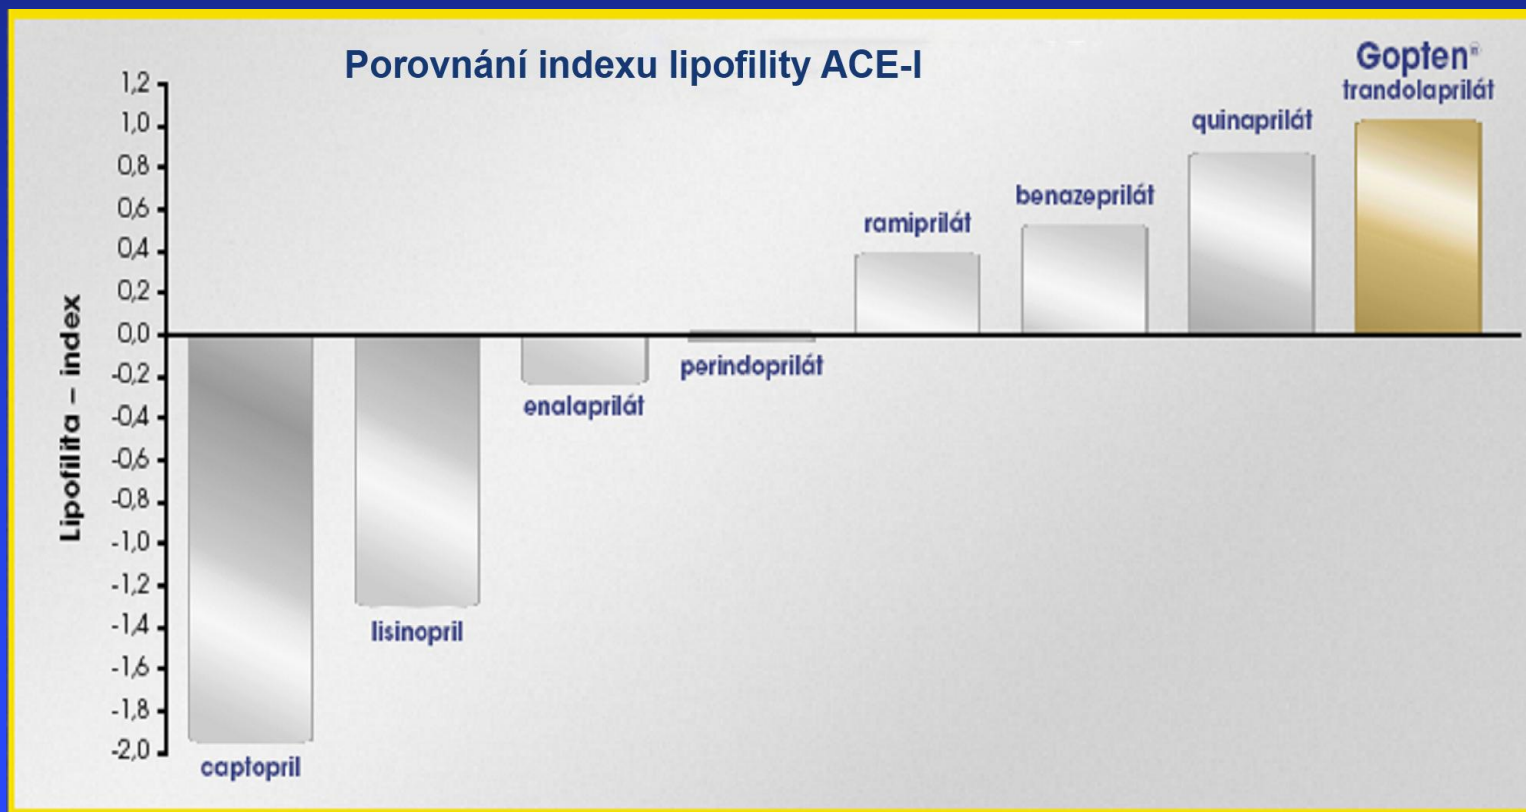 Porovnání indexu lipofility ACE-I
Gopten®
trandolaprilát
quinaprilát
benazeprilát
ramiprilát
perindoprilát
enalaprilát
lisinopril
captopril
Lipofilita – index
1,2
1,0
0,8
0,6
0,4
0,2
0,0
-0,2
-0,4
-0,6
-0,8
-1,0
-1,2
-1,4
-1,6
-1,8
-2,0